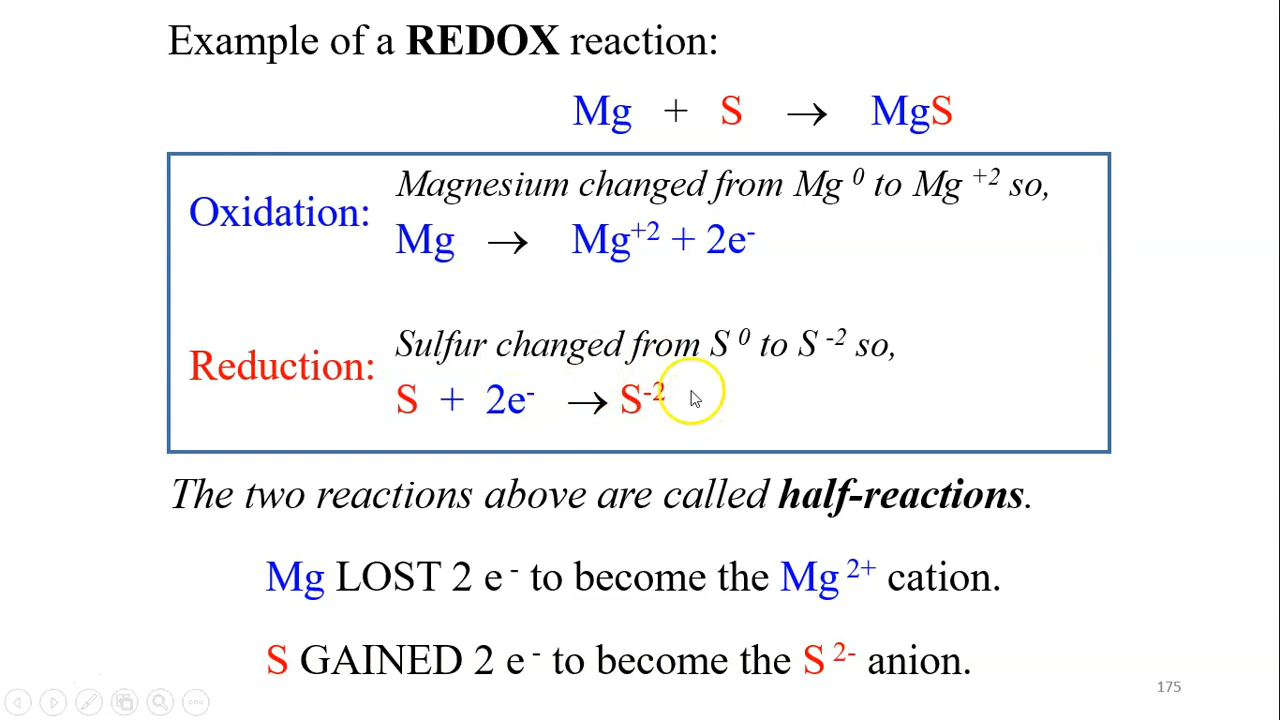 Example of a REDOX reaction:
Mg + S → MgS
Magnesium changed from Mg ⁰ to Mg ⁺² so,
Oxidation:
Mg → Mg⁺² + 2e⁻
Sulfur changed from S ⁰ to S ⁻² so,
Reduction:
S + 2e⁻ → S⁻²
The two reactions above are called half-reactions.
Mg LOST 2 e ⁻ to become the Mg ²⁺ cation.
S GAINED 2 e ⁻ to become the S ²⁻ anion.
175